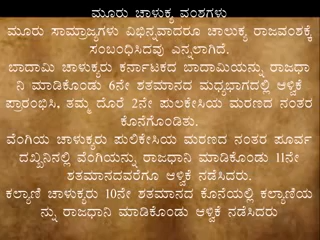 ಮೂರು ಚಾಳುಕ್ಯ ವಂಶಗಳು
ಮೂರು ಸಾಮ್ರಾಜ್ಯಗಳು ವಿಭಿನ್ನವಾದರೂ ಚಾಲುಕ್ಯ ರಾಜವಂಶಕ್ಕೆ
ಸಂಬಂಧಿಸಿದವು ಎನ್ನಲಾಗಿದೆ.
ಬಾದಾಮಿ ಚಾಳುಕ್ಯರು ಕರ್ನಾಟಕದ ಬಾದಾಮಿಯನ್ನು ರಾಜಧಾ
ನಿ ಮಾಡಿಕೊಂಡು 6ನೇ ಶತಮಾನದ ಮಧ್ಯಭಾಗದಲ್ಲಿ ಆಳ್ವಿಕೆ
ಪ್ರಾರಂಭಿಸಿ, ತಮ್ಮ ದೊರೆ 2ನೇ ಪುಲಕೇಸಿಯ ಮರಣದ ನಂತರ
ಕೊನೆಗೊಂಡಿತು.
ವೆಂಗಿಯ ಚಾಳುಕ್ಯರು ಪುಲಿಕೇಸಿಯ ಮರಣದ ನಂತರ ಪೂರ್ವ
ದಖ್ಖನಿನಲ್ಲಿ ವೆಂಗಿಯನ್ನು ರಾಜಧಾನಿ ಮಾಡಿಕೊಂಡು 11ನೇ
ಶತಮಾನದವರೆಗೂ ಆಳ್ವಿಕೆ ನಡೆಸಿದರು.
ಕಲ್ಯಾಣಿ ಚಾಳುಕ್ಯರು 10ನೇ ಶತಮಾನದ ಕೊನೆಯಲ್ಲಿ ಕಲ್ಯಾಣಿಯ
ನ್ನು ರಾಜಧಾನಿ ಮಾಡಿಕೊಂಡು ಆಳ್ವಿಕೆ ನಡೆಸಿದರು